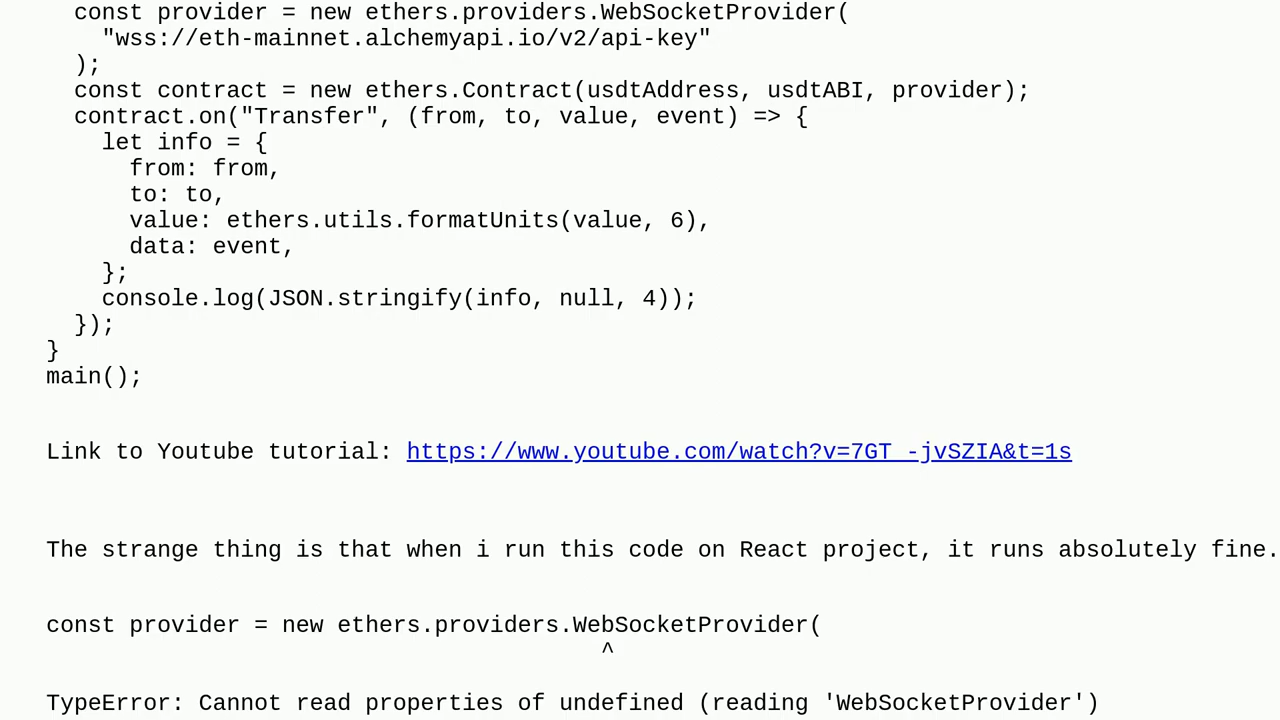 const provider = new ethers.providers.WebSocketProvider(
"wss://eth-mainnet.alchemyapi.io/v2/api-key"
);
const contract = new ethers.Contract(usdtAddress, usdtABI, provider);
contract.on("Transfer", (from, to, value, event) => {
let info = {
from: from,
to: to,
value: ethers.utils.formatUnits(value, 6),
data: event,
};
console.log(JSON.stringify(info, null, 4));
});
}
main();
Link to Youtube tutorial: https://www.youtube.com/watch?v=7GT_-jvSZIA&t=1s
The strange thing is that when i run this code on React project, it runs absolutely fine.
const provider = new ethers.providers.WebSocketProvider(
^
TypeError: Cannot read properties of undefined (reading 'WebSocketProvider')